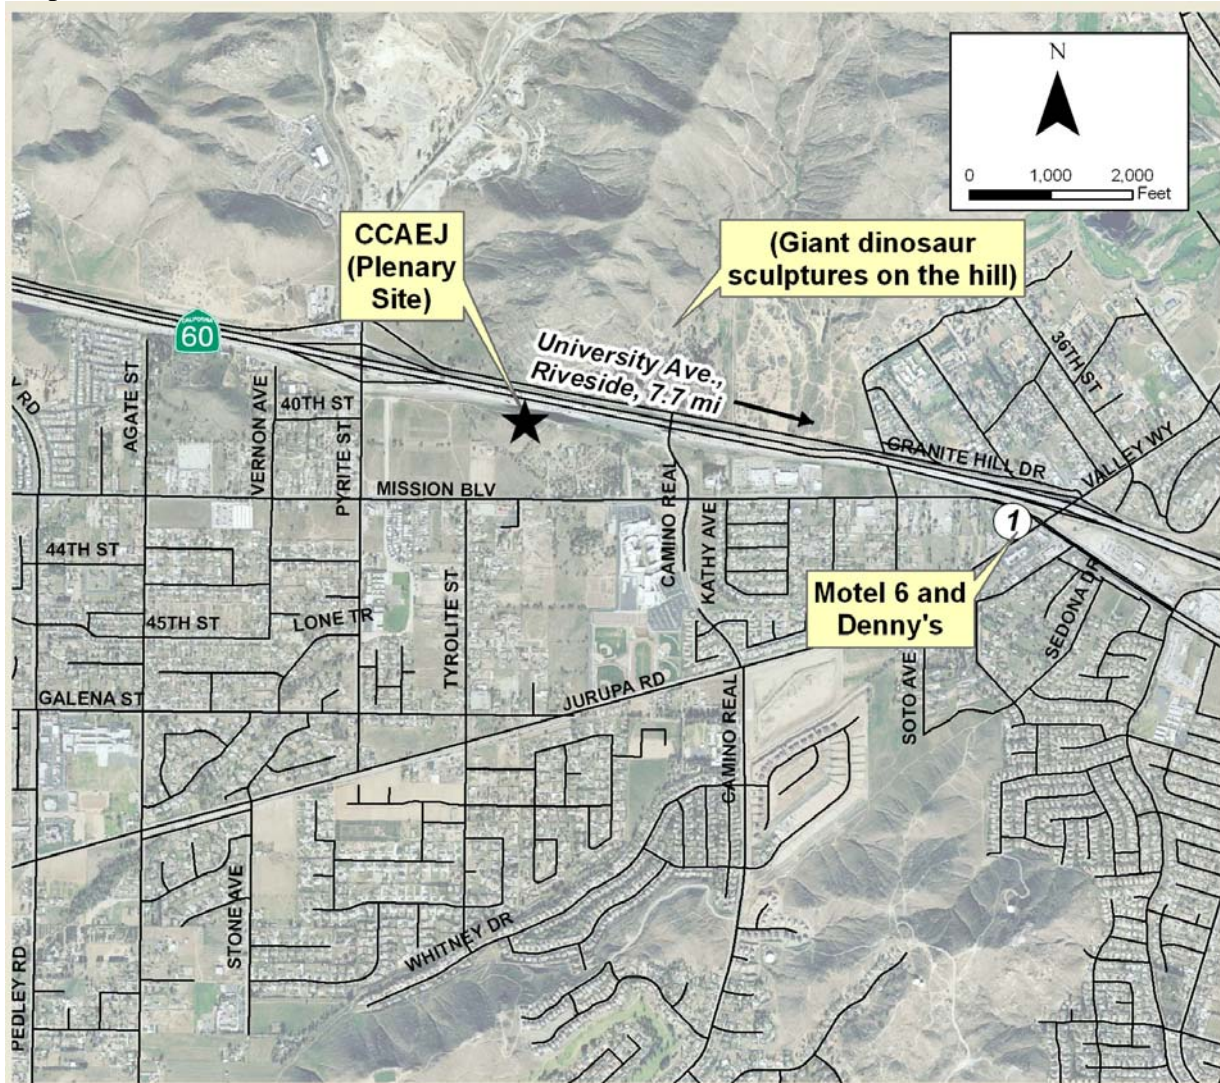 N
0 1,000 2,000
Feet
CCAEJ
(Plenary
Site)
(Giant dinosaur
sculptures on the hill)
CALIFORNIA
60
University Ave.,
Riveside, 7.7 mi
36TH ST
VALLEY WY
GRANITE HILL DR
RD
AGATE ST
VERNON AVE
40TH ST
PYRITE ST
MISSION BLV
CAMINO REAL
KATHY AVE
1
Motel 6 and
Denny's
44TH ST
45TH ST
LONE TR
TYROLITE ST
SEDONA DR
SOTO AVE
GALENA ST
JURUPA RD
CAMINO REAL
STONE AVE
WHITNEY DR
PEDLEY RD